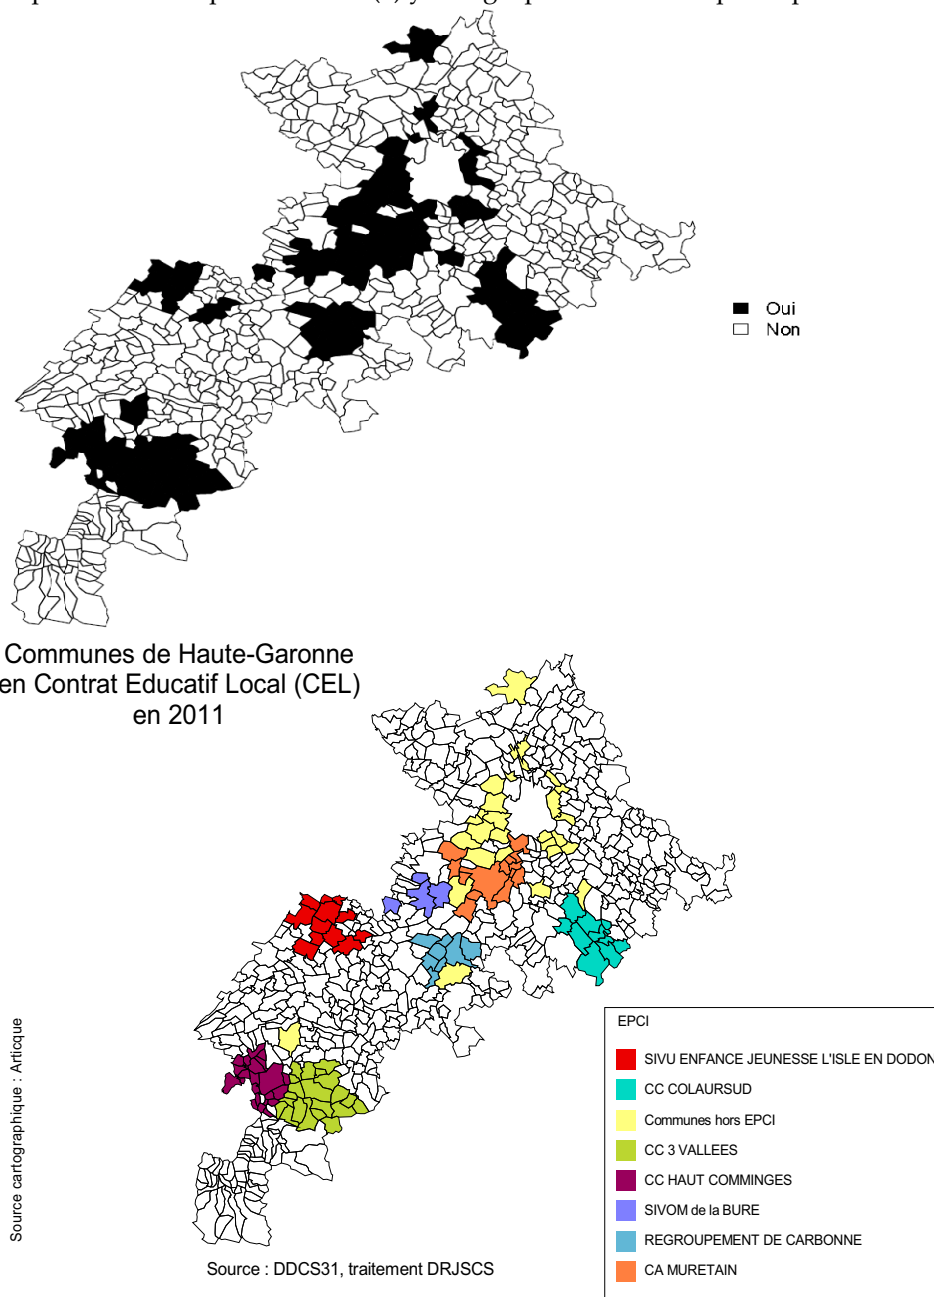 Oui
Non
Communes de Haute-Garonne
en Contrat Educatif Local (CEL)
en 2011
Source cartographique : Articque
EPCI
SIVU ENFANCE JEUNESSE L'ISLE EN DODON
CC COLAURSUD
Communes hors EPCI
CC 3 VALLEES
CC HAUT COMMINGES
SIVOM de la BURE
REGROUPEMENT DE CARBONNE
CA MURETAIN
Source : DDCS31, traitement DRJSCS